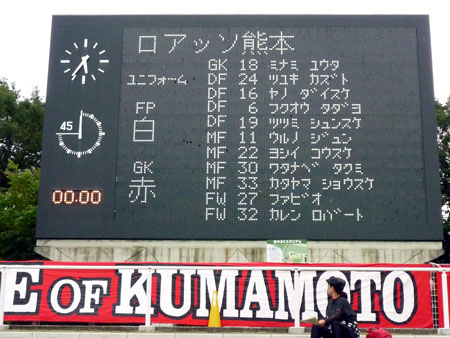 ロアッソ熊本
ユニフォーム
FP
白
GK
赤
GK 18 ミナミ ユウタ
DF 24 ツユキ カズト
DF 16 ヤノ ダイスケ
DF 6 フクオウ タダヨ
DF 19 ツツミ シュンスケ
MF 11 ウルノ ジュン
MF 22 ヨシイ コウスケ
MF 30 ワタナベ タクミ
MF 33 カタヤマ ショウスケ
FW 27 ファビオ
FW 32 カレン ロバート
45
00.00
E OF KUMAMOTO